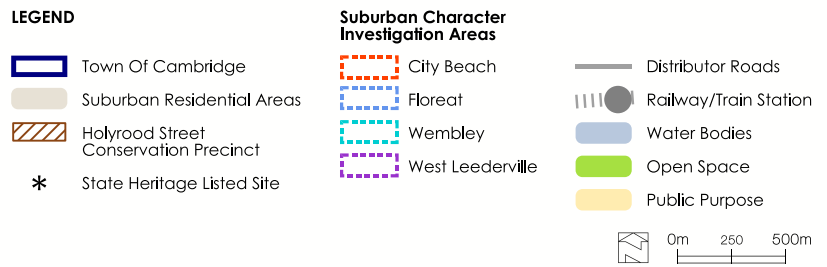 LEGEND
Town Of Cambridge
Suburban Residential Areas
Holyrood Street
Conservation Precinct
* State Heritage Listed Site
Suburban Character
Investigation Areas
City Beach
Floreat
Wembley
West Leederville
Distributor Roads
Railway/Train Station
Water Bodies
Open Space
Public Purpose
0m 250 500m